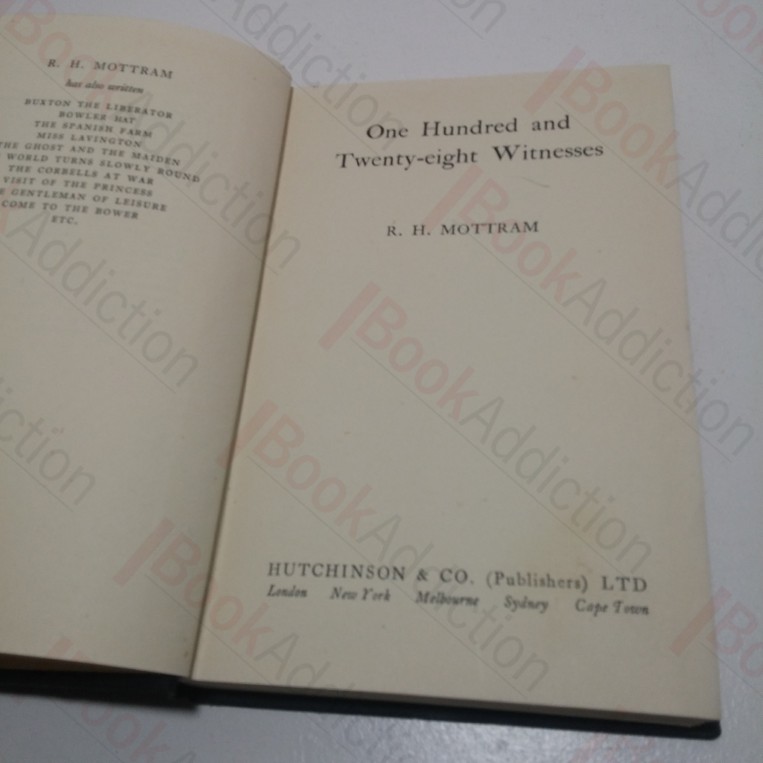 R. H. MOTTRAM
has also written
BUXTON THE LIBERATOR
BOWLER HAT
THE SPANISH FARM
MISS LAVINGTON
THE GHOST AND THE MAIDEN
WORLD TURNS SLOWLY ROUND
THE CORBELLS AT WAR
VISIT OF THE PRINCESS
GENTLEMAN OF LEISURE
COME TO THE BOWER
ETC.
One Hundred and
Twenty-eight Witnesses
R. H. MOTTRAM
HUTCHINSON & CO. (Publishers) LTD
London New York Melbourne Sydney Cape Town
BookAddiction